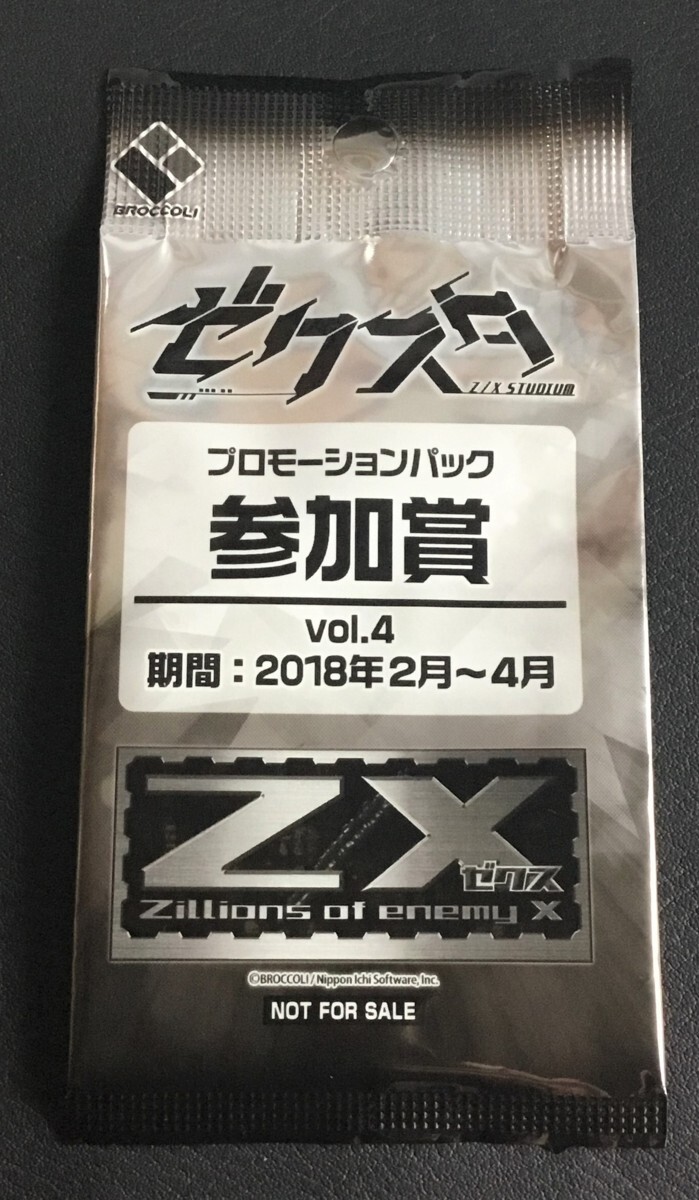 BROCCOLI
ゼクスタ
Z/X STUDIUM
プロモーションパック
参加賞
vol.4
期間：2018年2月～4月
ZX
ゼクス
Zillions of enemy X
©BROCCOLI / Nippon Ichi Software, Inc.
NOT FOR SALE